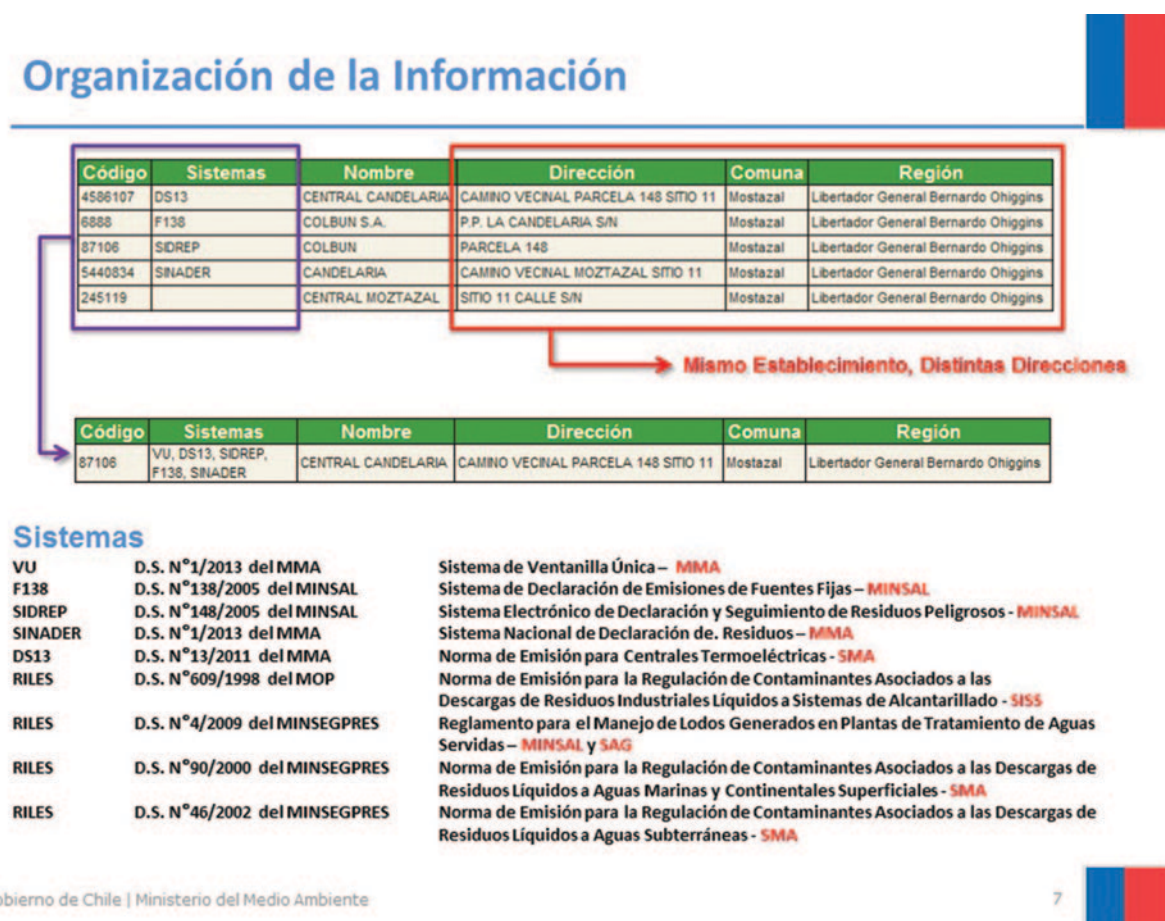 Organización de la Información
Código Sistemas Nombre Dirección Comuna Región
4586107 DS13 CENTRAL CANDELARIA CAMINO VECINAL PARCELA 148 SITIO 11 Mostazal Libertador General Bernardo Ohiggins
6888 F138 COLBUN S.A. P.P. LA CANDELARIA S/N Mostazal Libertador General Bernardo Ohiggins
87106 SIDREP COLBUN PARCELA 148 Mostazal Libertador General Bernardo Ohiggins
5440834 SINADER CANDELARIA CAMINO VECINAL MOZTAZAL SITIO 11 Mostazal Libertador General Bernardo Ohiggins
245119 CENTRAL MOZTAZAL SITIO 11 CALLE S/N Mostazal Libertador General Bernardo Ohiggins
Mismo Establecimiento, Distintas Direcciones
Código Sistemas Nombre Dirección Comuna Región
87106 VU, DS13, SIDREP, F138, SINADER CENTRAL CANDELARIA CAMINO VECINAL PARCELA 148 SITIO 11 Mostazal Libertador General Bernardo Ohiggins
Sistemas
VU D.S. N°1/2013 del MMA Sistema de Ventanilla Única – MMA
F138 D.S. N°138/2005 del MINSAL Sistema de Declaración de Emisiones de Fuentes Fijas – MINSAL
SIDREP D.S. N°148/2005 del MINSAL Sistema Electrónico de Declaración y Seguimiento de Residuos Peligrosos - MINSAL
SINADER D.S. N°1/2013 del MMA Sistema Nacional de Declaración de. Residuos – MMA
DS13 D.S. N°13/2011 del MMA Norma de Emisión para Centrales Termoeléctricas - SMA
RILES D.S. N°609/1998 del MOP Norma de Emisión para la Regulación de Contaminantes Asociados a las
Descargas de Residuos Industriales Líquidos a Sistemas de Alcantarillado - SISS
RILES D.S. N°4/2009 del MINSEGPRES Reglamento para el Manejo de Lodos Generados en Plantas de Tratamiento de Aguas
Servidas – MINSAL y SAG
RILES D.S. N°90/2000 del MINSEGPRES Norma de Emisión para la Regulación de Contaminantes Asociados a las Descargas de
Residuos Líquidos a Aguas Marinas y Continentales Superficiales - SMA
RILES D.S. N°46/2002 del MINSEGPRES Norma de Emisión para la Regulación de Contaminantes Asociados a las Descargas de
Residuos Líquidos a Aguas Subterráneas - SMA
obierno de Chile | Ministerio del Medio Ambiente 7